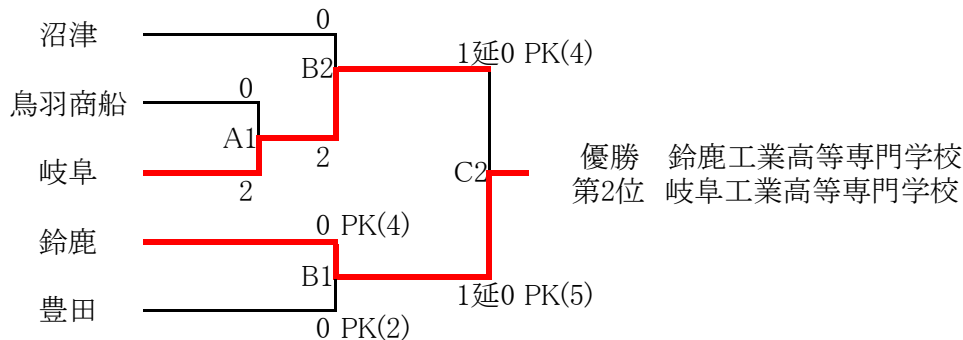 沼津
0
B2
1延0 PK(4)
鳥羽商船
0
A1
2
岐阜
2
C2
優勝 鈴鹿工業高等専門学校
第2位 岐阜工業高等専門学校
鈴鹿
0 PK(4)
B1
1延0 PK(5)
豊田
0 PK(2)